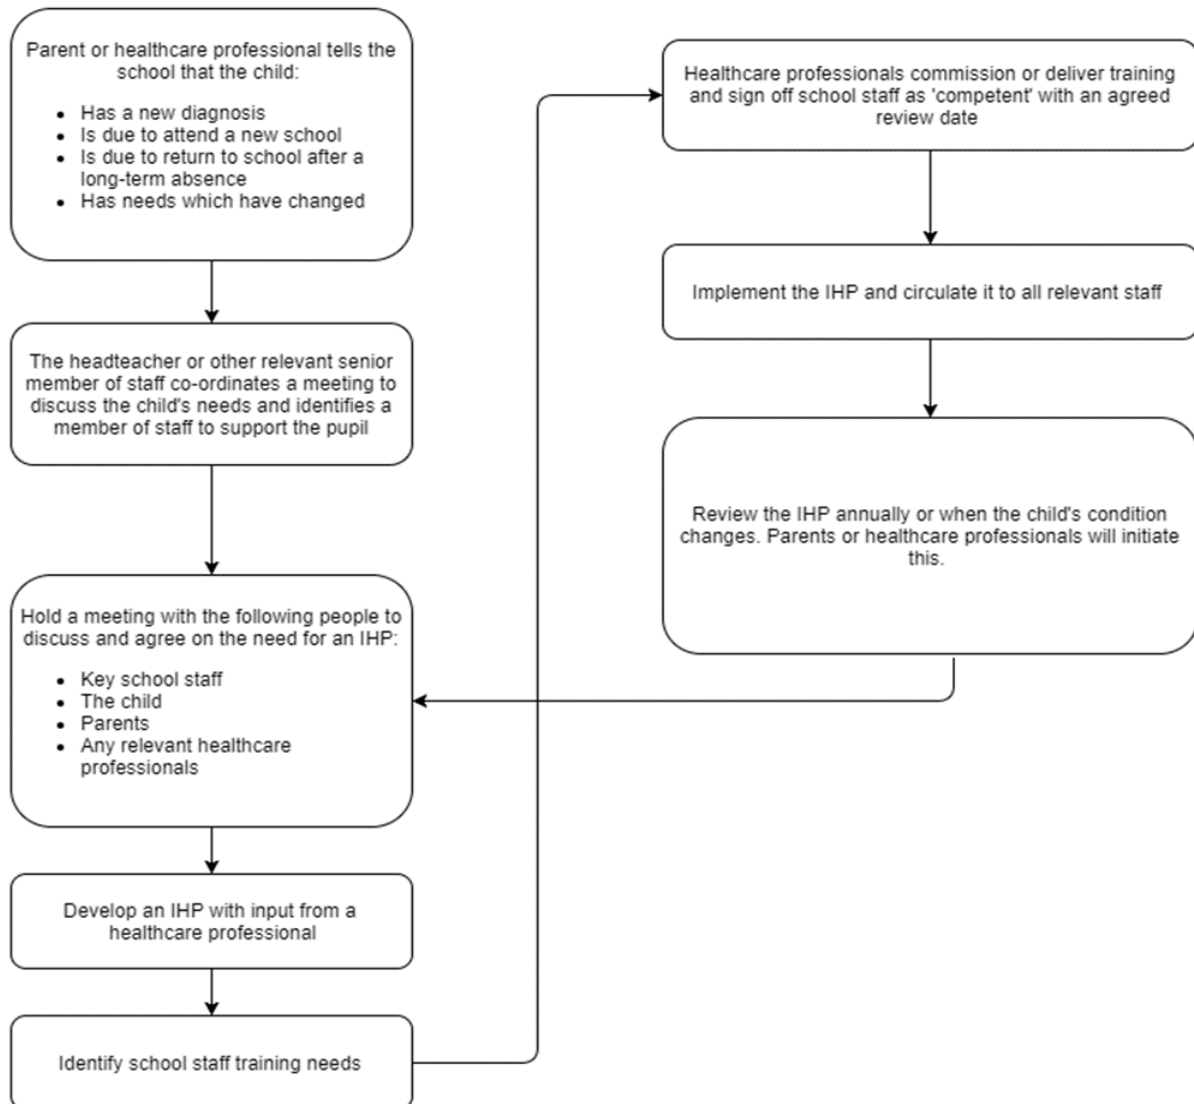 Parent or healthcare professional tells the
school that the child:
• Has a new diagnosis
• Is due to attend a new school
• Is due to return to school after a
long-term absence
• Has needs which have changed
The headteacher or other relevant senior
member of staff co-ordinates a meeting to
discuss the child's needs and identifies a
member of staff to support the pupil
Hold a meeting with the following people to
discuss and agree on the need for an IHP:
• Key school staff
• The child
• Parents
• Any relevant healthcare
professionals
Develop an IHP with input from a
healthcare professional
Identify school staff training needs
Healthcare professionals commission or deliver training
and sign off school staff as 'competent' with an agreed
review date
Implement the IHP and circulate it to all relevant staff
Review the IHP annually or when the child's condition
changes. Parents or healthcare professionals will initiate
this.